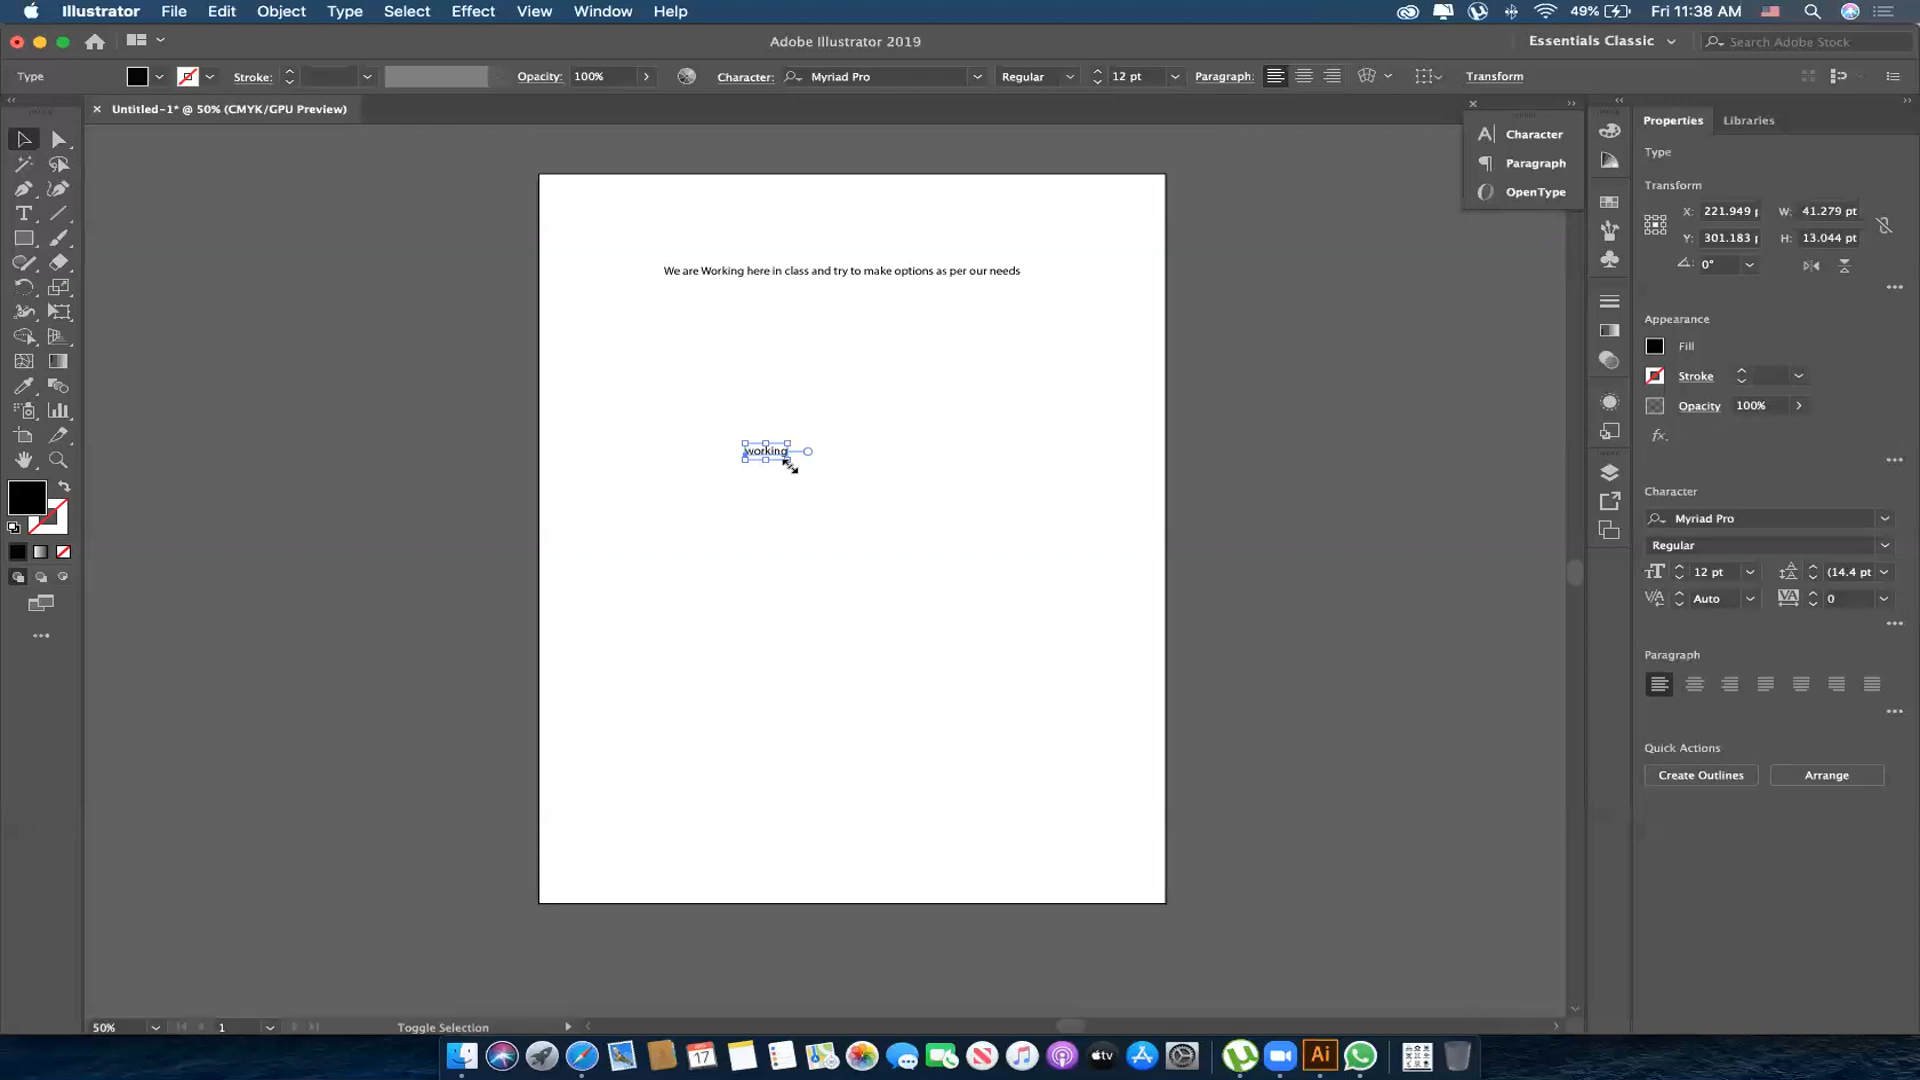 Illustrator File Edit Object Type Select Effect View Window Help 49% Fri 11:38 AM
Adobe Illustrator 2019 Essentials Classic Search Adobe Stock
Type Stroke: Opacity: 100% Character: Myriad Pro Regular 12 pt Paragraph: Transform
Untitled-1* @ 50% (CMYK/GPU Preview)
Character
Paragraph
OpenType
Properties Libraries
Type
Transform
X: 221.949 W: 41.279 pt
Y: 301.183 H: 13.044 pt
0°
Appearance
Fill
Stroke
Opacity 100%
Character
Myriad Pro
Regular
12 pt (14.4 pt
Auto 0
Paragraph
Quick Actions
Create Outlines Arrange
We are Working here in class and try to make options as per our needs
working
50% 1 Toggle Selection
17 tv Ai